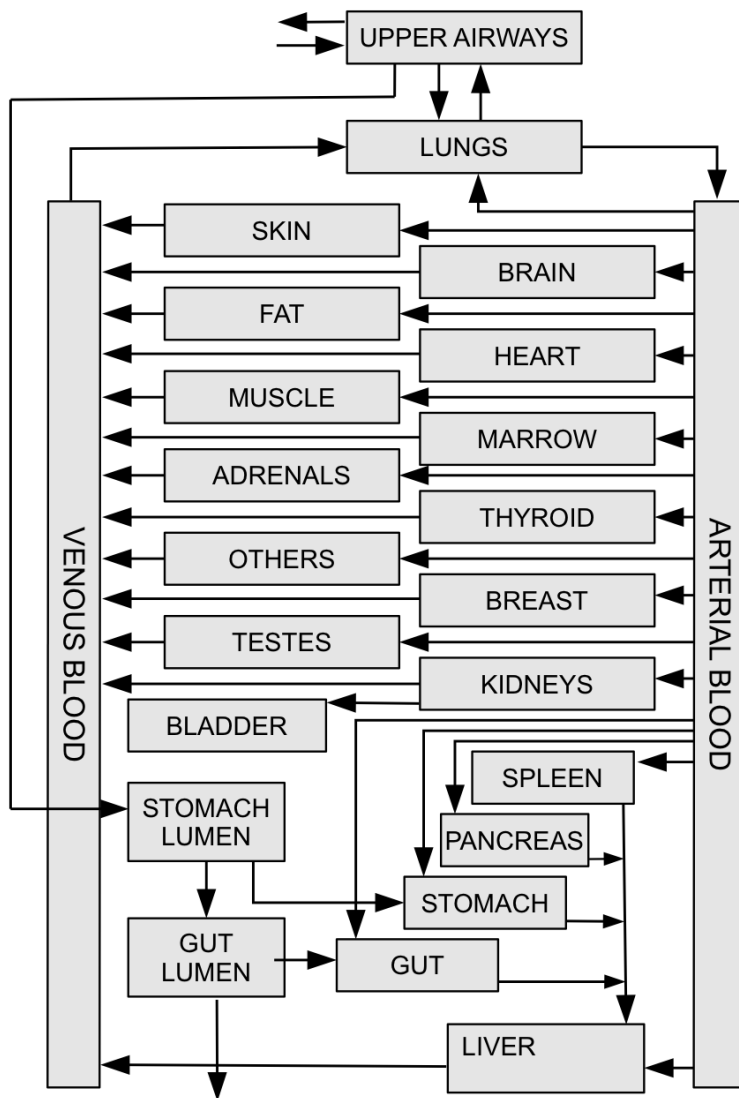 UPPER AIRWAYS
LUNGS
SKIN
BRAIN
FAT
HEART
MUSCLE
MARROW
ADRENALS
THYROID
OTHERS
BREAST
TESTES
KIDNEYS
BLADDER
VENOUS BLOOD
ARTERIAL BLOOD
SPLEEN
STOMACH
LUMEN
PANCREAS
STOMACH
GUT
LUMEN
GUT
LIVER